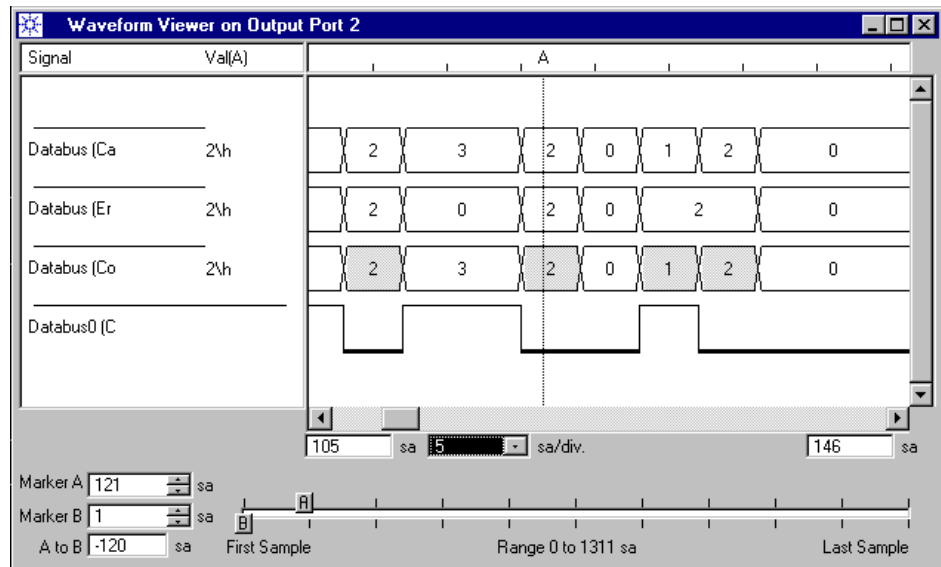 Waveform Viewer on Output Port 2
Signal Val(A) A
Databus (Ca 2\h 2 3 2 0 1 2 0
Databus (Er 2\h 2 0 2 0 2 0
Databus (Co 2\h 2 3 2 0 1 2 0
Databus0 (C
105 sa 5 sa/div. 146 sa
Marker A 121 sa A
Marker B 1 sa B
A to B -120 sa First Sample Range 0 to 1311 sa Last Sample